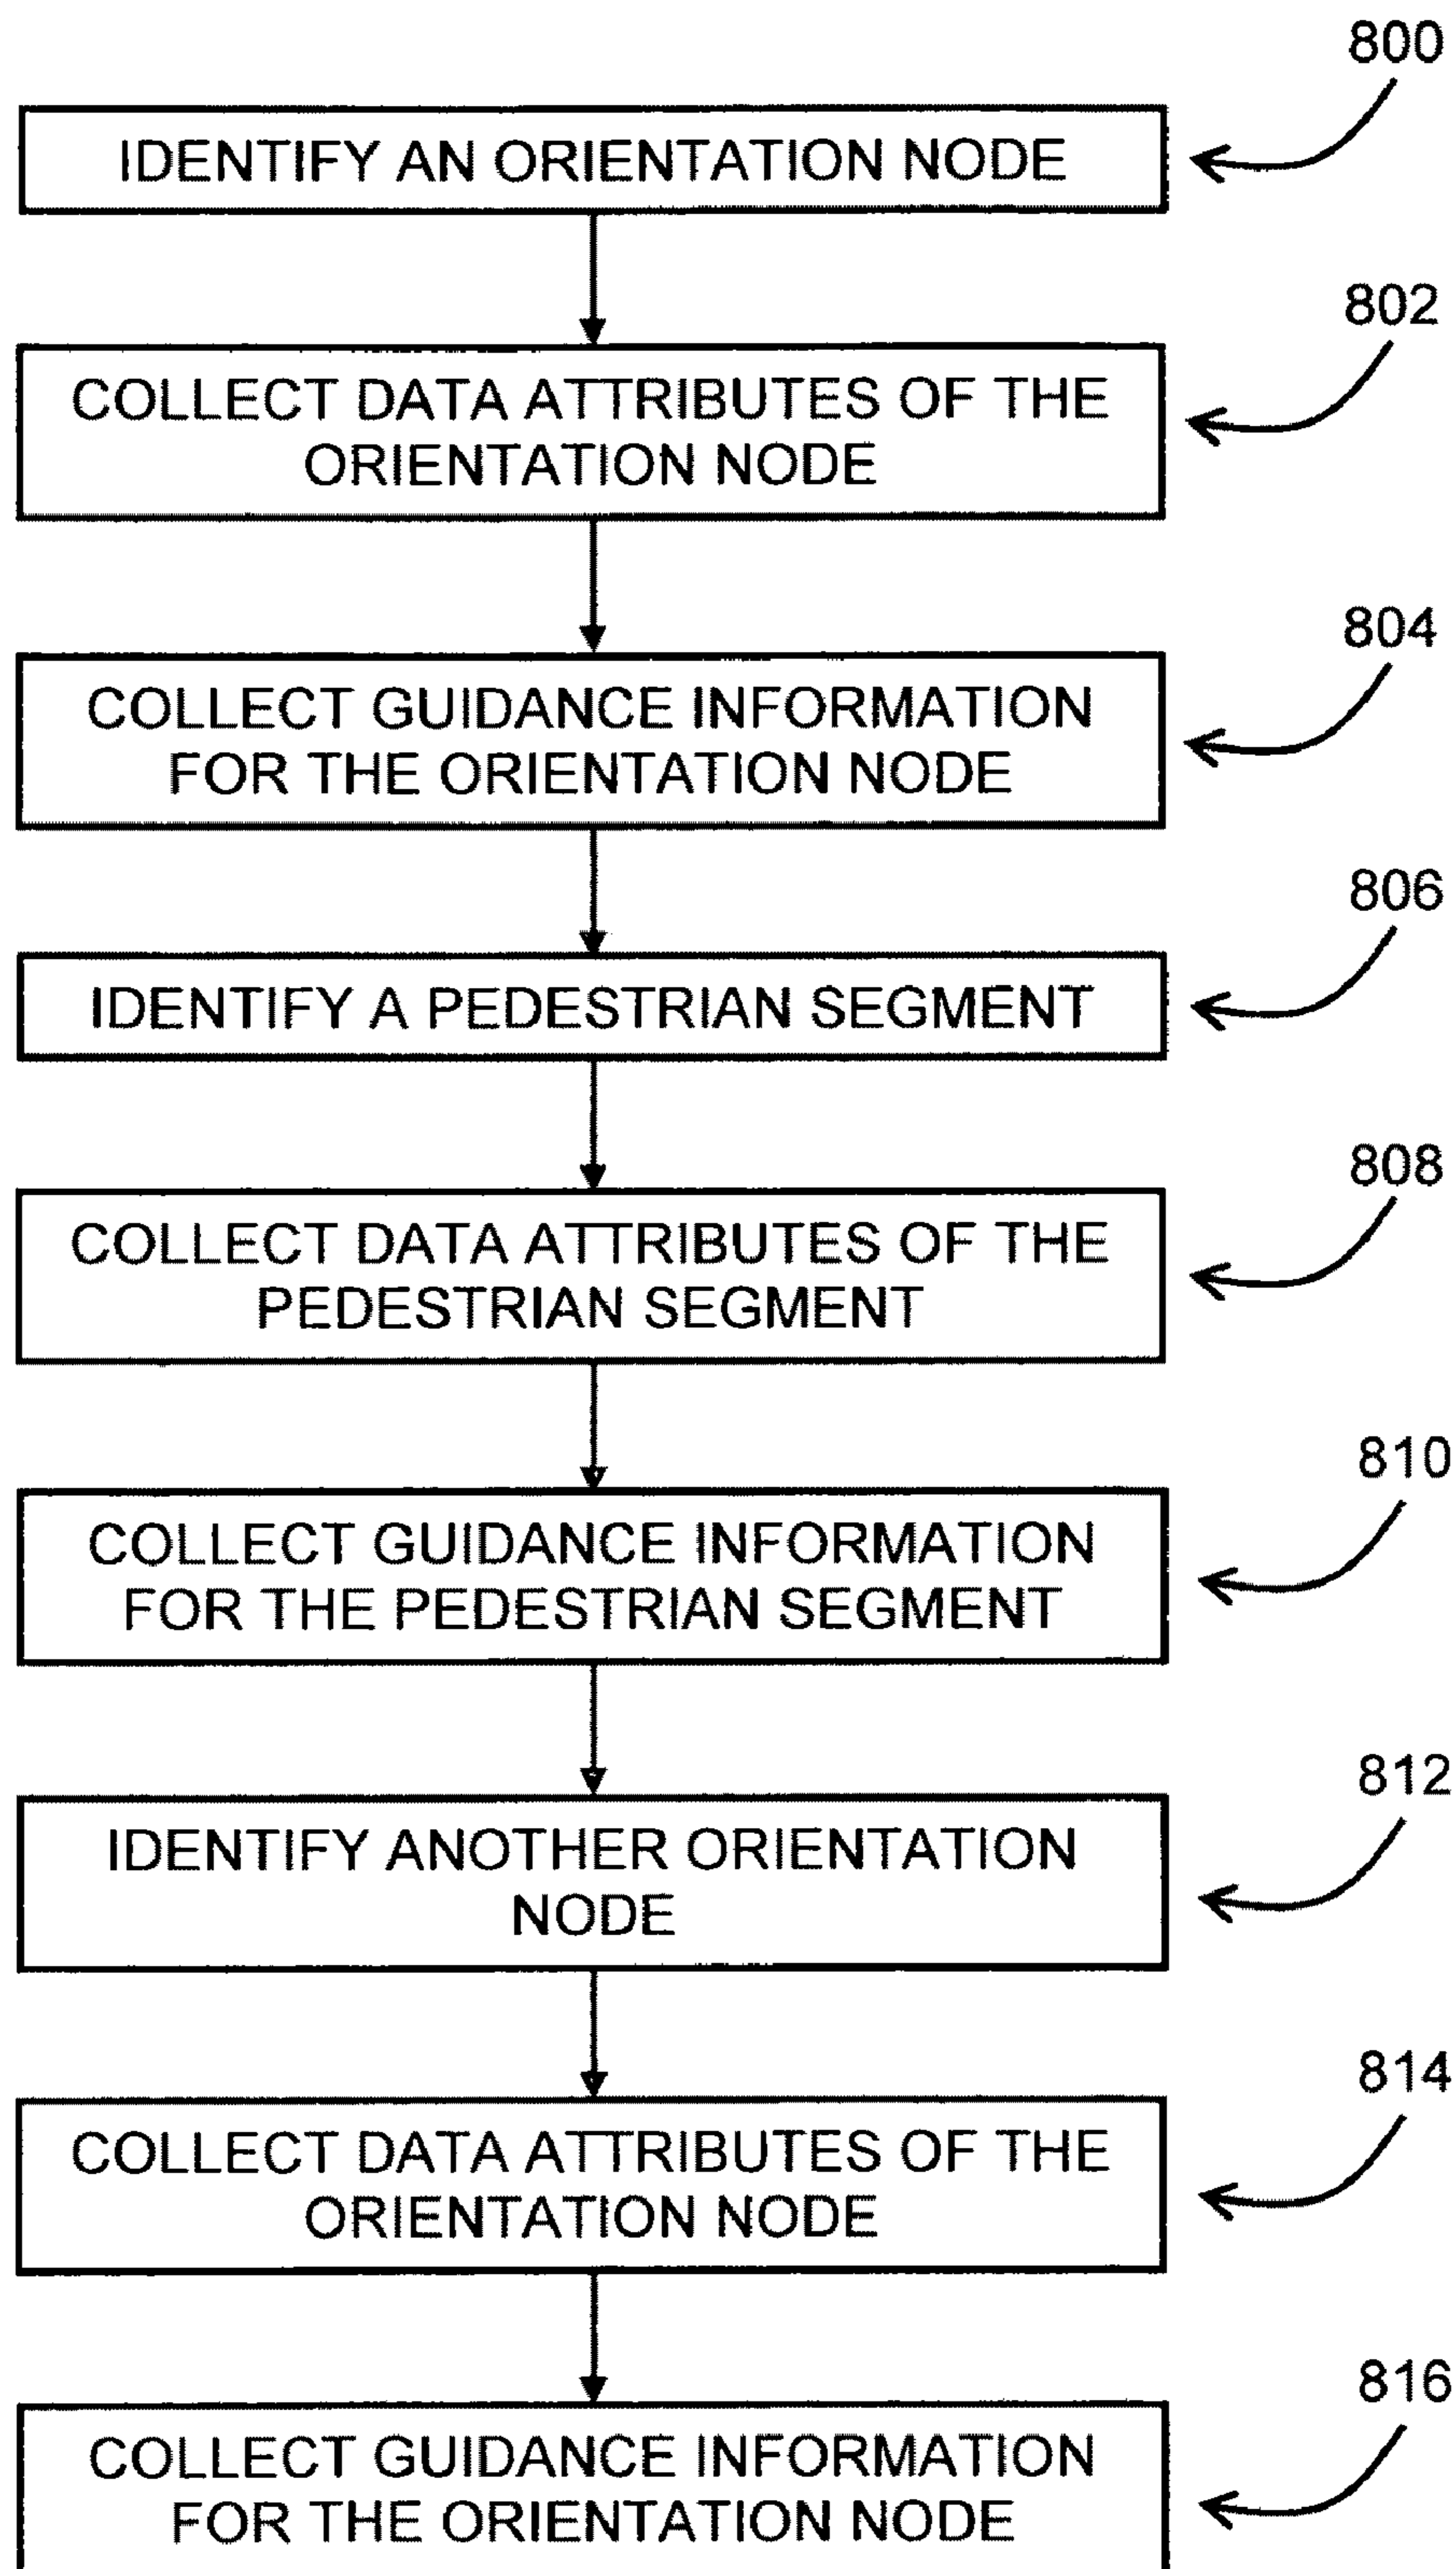 800
IDENTIFY AN ORIENTATION NODE
802
COLLECT DATA ATTRIBUTES OF THE
ORIENTATION NODE
804
COLLECT GUIDANCE INFORMATION
FOR THE ORIENTATION NODE
806
IDENTIFY A PEDESTRIAN SEGMENT
808
COLLECT DATA ATTRIBUTES OF THE
PEDESTRIAN SEGMENT
810
COLLECT GUIDANCE INFORMATION
FOR THE PEDESTRIAN SEGMENT
812
IDENTIFY ANOTHER ORIENTATION
NODE
814
COLLECT DATA ATTRIBUTES OF THE
ORIENTATION NODE
816
COLLECT GUIDANCE INFORMATION
FOR THE ORIENTATION NODE